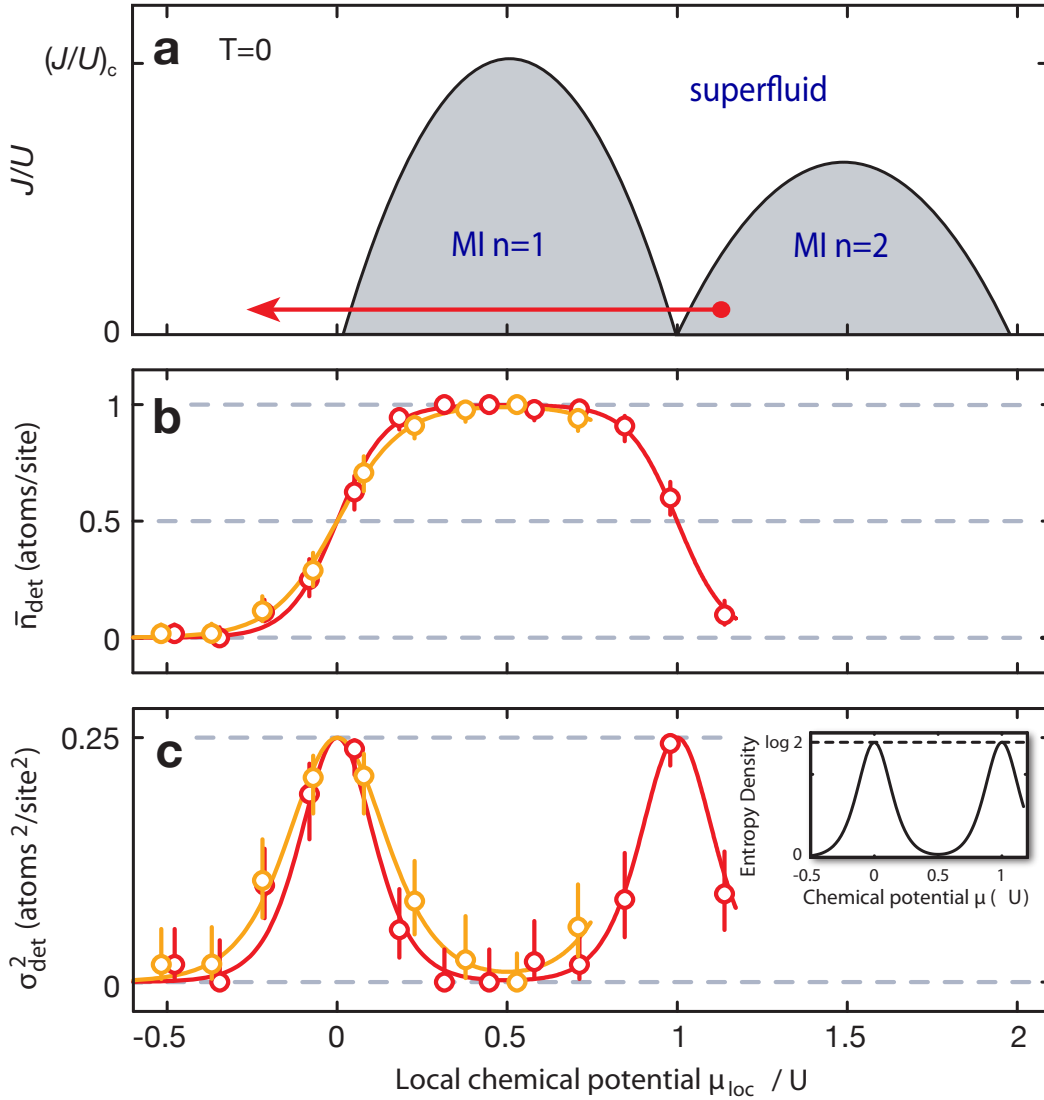 a T=0
(J/U)c
superfluid
J/U
MI n=1
MI n=2
0
b
1
0.5
0
n̄det (atoms/site)
c
0.25
0
σ²det (atoms ²/site²)
log 2
0
Entropy Density
-0.5 0 0.5 1
Chemical potential μ ( U)
-0.5 0 0.5 1 1.5 2
Local chemical potential μloc / U